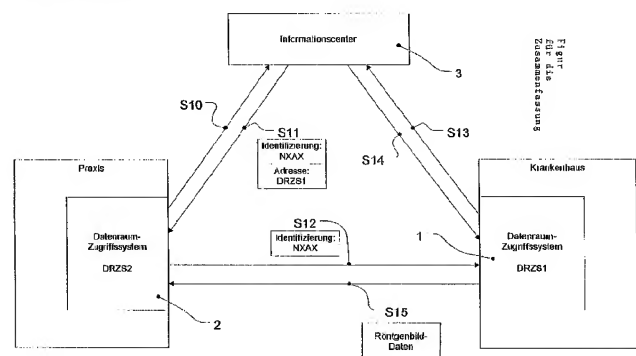 Informationscenter
3
Figur
für die
Zusammenfassung
S10
S11
S13
S14
Identifizierung:
NXAX
Adresse:
DRZS1
Praxis
Krankenhaus
S12
Identifizierung:
NXAX
1
Datenraum-
Zugriffssystem
DRZS2
Datenraum-
Zugriffssystem
DRZS1
2
S15
Röntgenbild-
Daten